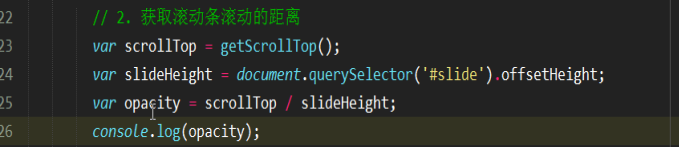 22 // 2. 获取滚动条滚动的距离
23 var scrollTop = getScrollTop();
24 var slideHeight = document.querySelector('#slide').offsetHeight;
25 var opacity = scrollTop / slideHeight;
26 console.log(opacity);